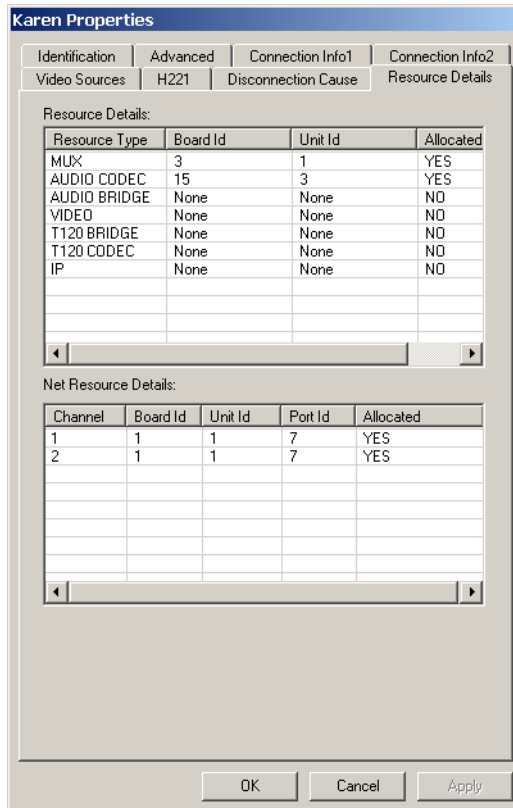 Karen Properties
Identification Advanced Connection Info1 Connection Info2
Video Sources H221 Disconnection Cause Resource Details
Resource Details:
Resource Type Board Id Unit Id Allocated
MUX 3 1 YES
AUDIO CODEC 15 3 YES
AUDIO BRIDGE None None NO
VIDEO None None NO
T120 BRIDGE None None NO
T120 CODEC None None NO
IP None None NO
Net Resource Details:
Channel Board Id Unit Id Port Id Allocated
1 1 1 7 YES
2 1 1 7 YES
OK Cancel Apply